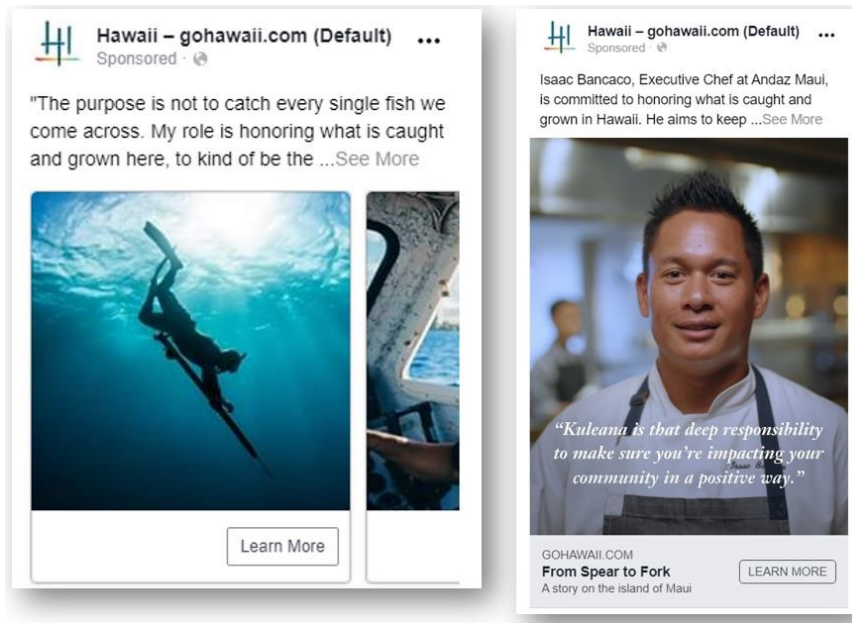 Hawaii – gohawaii.com (Default)
Sponsored ·
"The purpose is not to catch every single fish we
come across. My role is honoring what is caught
and grown here, to kind of be the ...See More
Learn More
Hawaii – gohawaii.com (Default)
Sponsored ·
Isaac Bancaco, Executive Chef at Andaz Maui,
is committed to honoring what is caught and
grown in Hawaii. He aims to keep ...See More
“Kuleana is that deep responsibility
to make sure you’re impacting your
community in a positive way.”
GOHAWAII.COM
From Spear to Fork
A story on the island of Maui
LEARN MORE